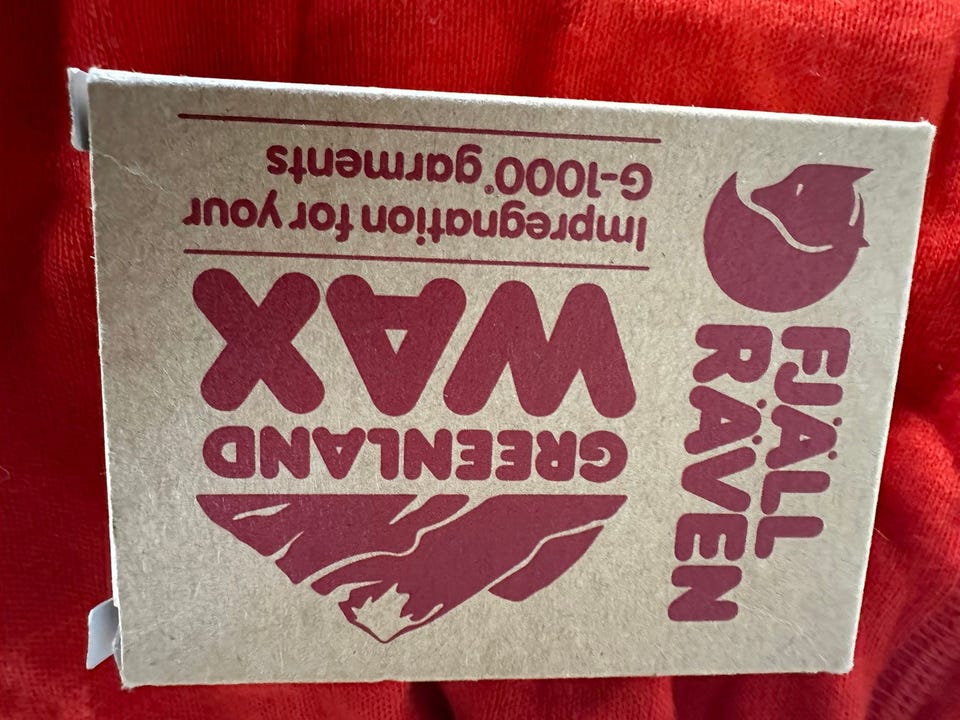 FJÄLL
RÄVEN
GREENLAND
WAX
Impregnation for your
G-1000® garments